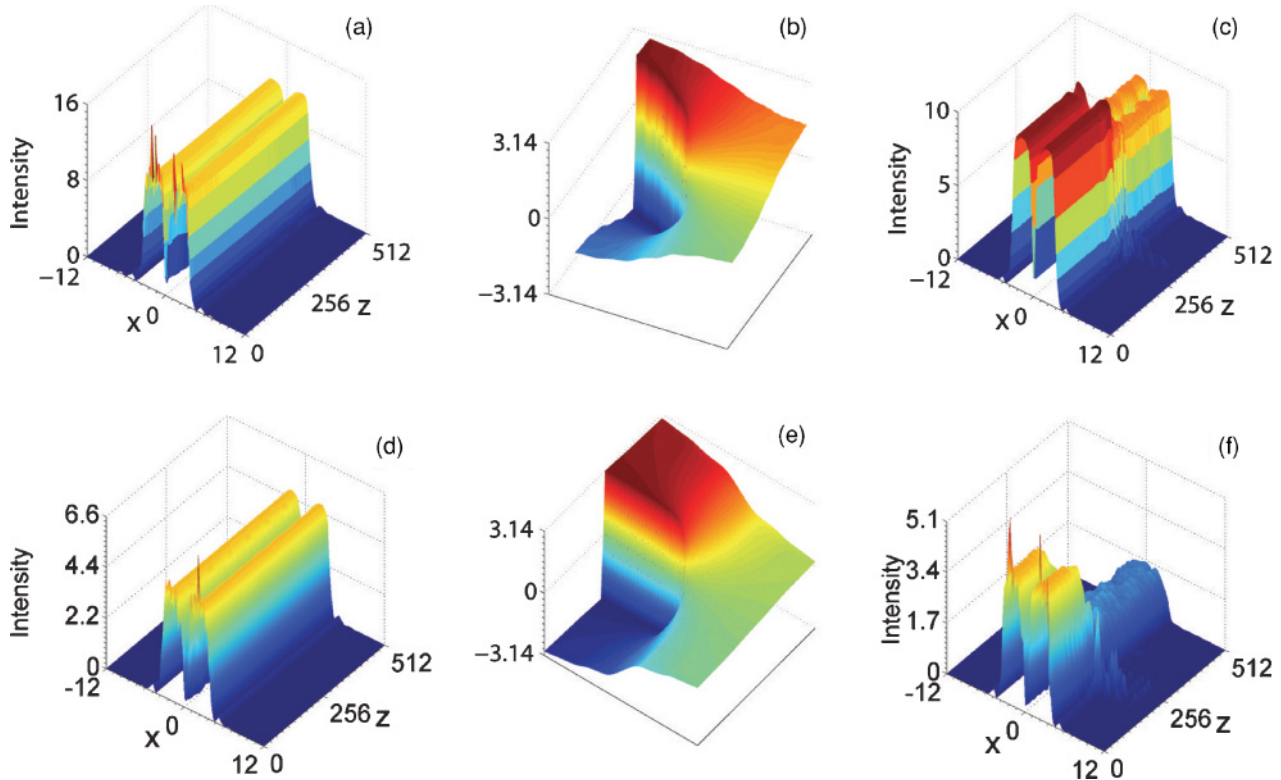 (a)
Intensity
16
8
0
−12
x 0
12 0
256 z
512
(b)
3.14
0
−3.14
(c)
Intensity
10
5
0
−12
x 0
12 0
256 z
512
(d)
Intensity
6.6
4.4
2.2
0
-12
x 0
12 0
256 z
512
(e)
3.14
0
−3.14
(f)
Intensity
5.1
3.4
1.7
0
-12
x 0
12 0
256 z
512